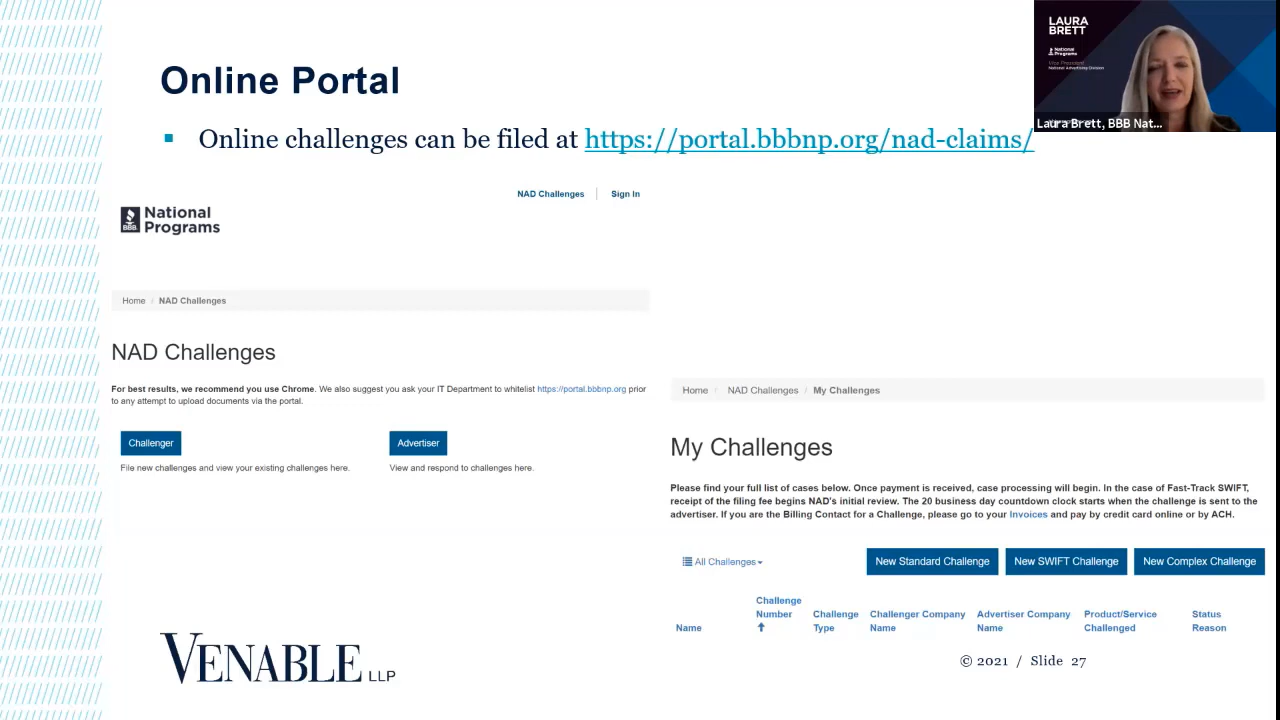 Online Portal
Online challenges can be filed at https://portal.bbbnp.org/nad-claims/
LAURA
BRETT
National
Programs
Vice President
National Advertising Division
Laura Brett, BBB Nat...
NAD Challenges
Sign In
BBB
National
Programs
Home / NAD Challenges
NAD Challenges
For best results, we recommend you use Chrome. We also suggest you ask your IT Department to whitelist https://portal.bbbnp.org prior
to any attempt to upload documents via the portal.
Challenger
Advertiser
File new challenges and view your existing challenges here.
View and respond to challenges here.
Home / NAD Challenges / My Challenges
My Challenges
Please find your full list of cases below. Once payment is received, case processing will begin. In the case of Fast-Track SWIFT,
receipt of the filing fee begins NAD's initial review. The 20 business day countdown clock starts when the challenge is sent to the
advertiser. If you are the Billing Contact for a Challenge, please go to your Invoices and pay by credit card online or by ACH.
All Challenges
New Standard Challenge
New SWIFT Challenge
New Complex Challenge
Name
Challenge
Number
Challenge
Type
Challenger Company
Name
Advertiser Company
Name
Product/Service
Challenged
Status
Reason
VENABLE LLP
© 2021 / Slide 27